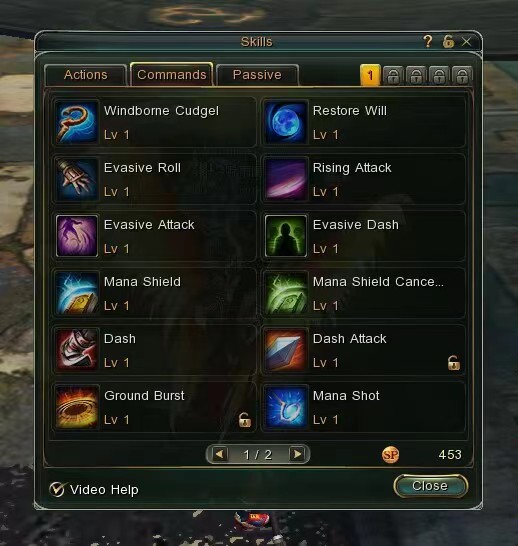 Skills
?
Actions Commands Passive 1
Windborne Cudgel
Lv 1
Restore Will
Lv 1
Evasive Roll
Lv 1
Rising Attack
Lv 1
Evasive Attack
Lv 1
Evasive Dash
Lv 1
Mana Shield
Lv 1
Mana Shield Cance...
Lv 1
Dash
Lv 1
Dash Attack
Lv 1
Ground Burst
Lv 1
Mana Shot
Lv 1
1 / 2
SP 453
Video Help
Close